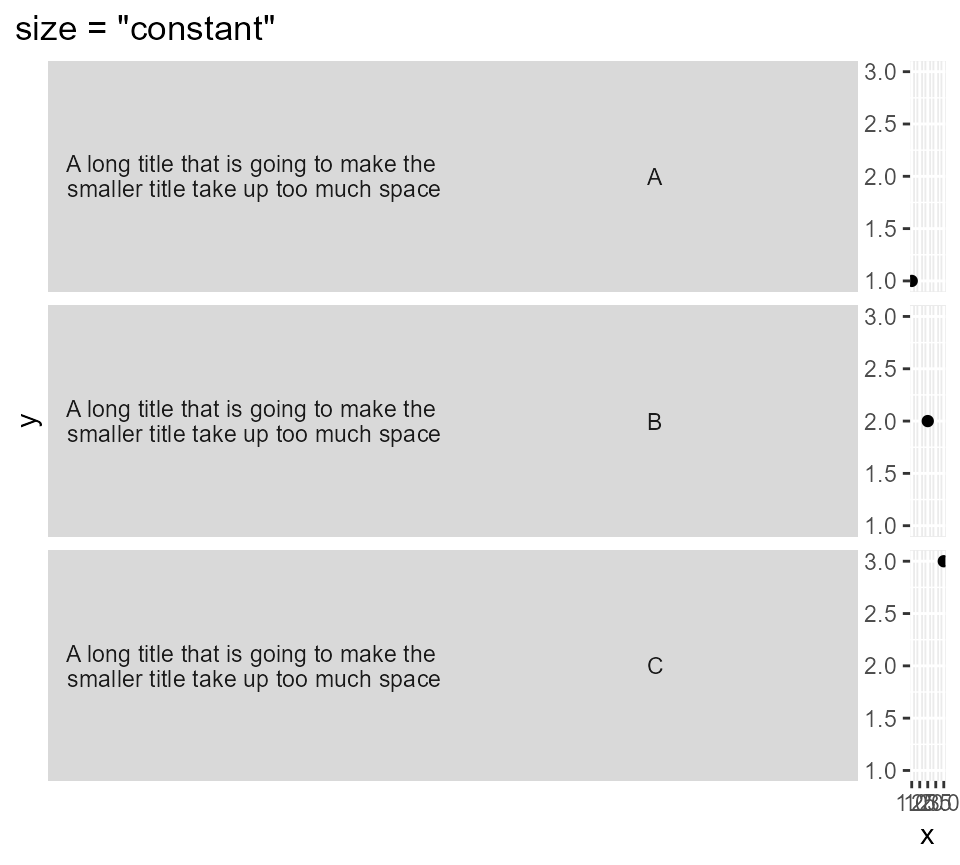 size = "constant"
A long title that is going to make the
smaller title take up too much space
A
3.0
2.5
2.0
1.5
1.0
y
A long title that is going to make the
smaller title take up too much space
B
3.0
2.5
2.0
1.5
1.0
A long title that is going to make the
smaller title take up too much space
C
3.0
2.5
2.0
1.5
1.0
x